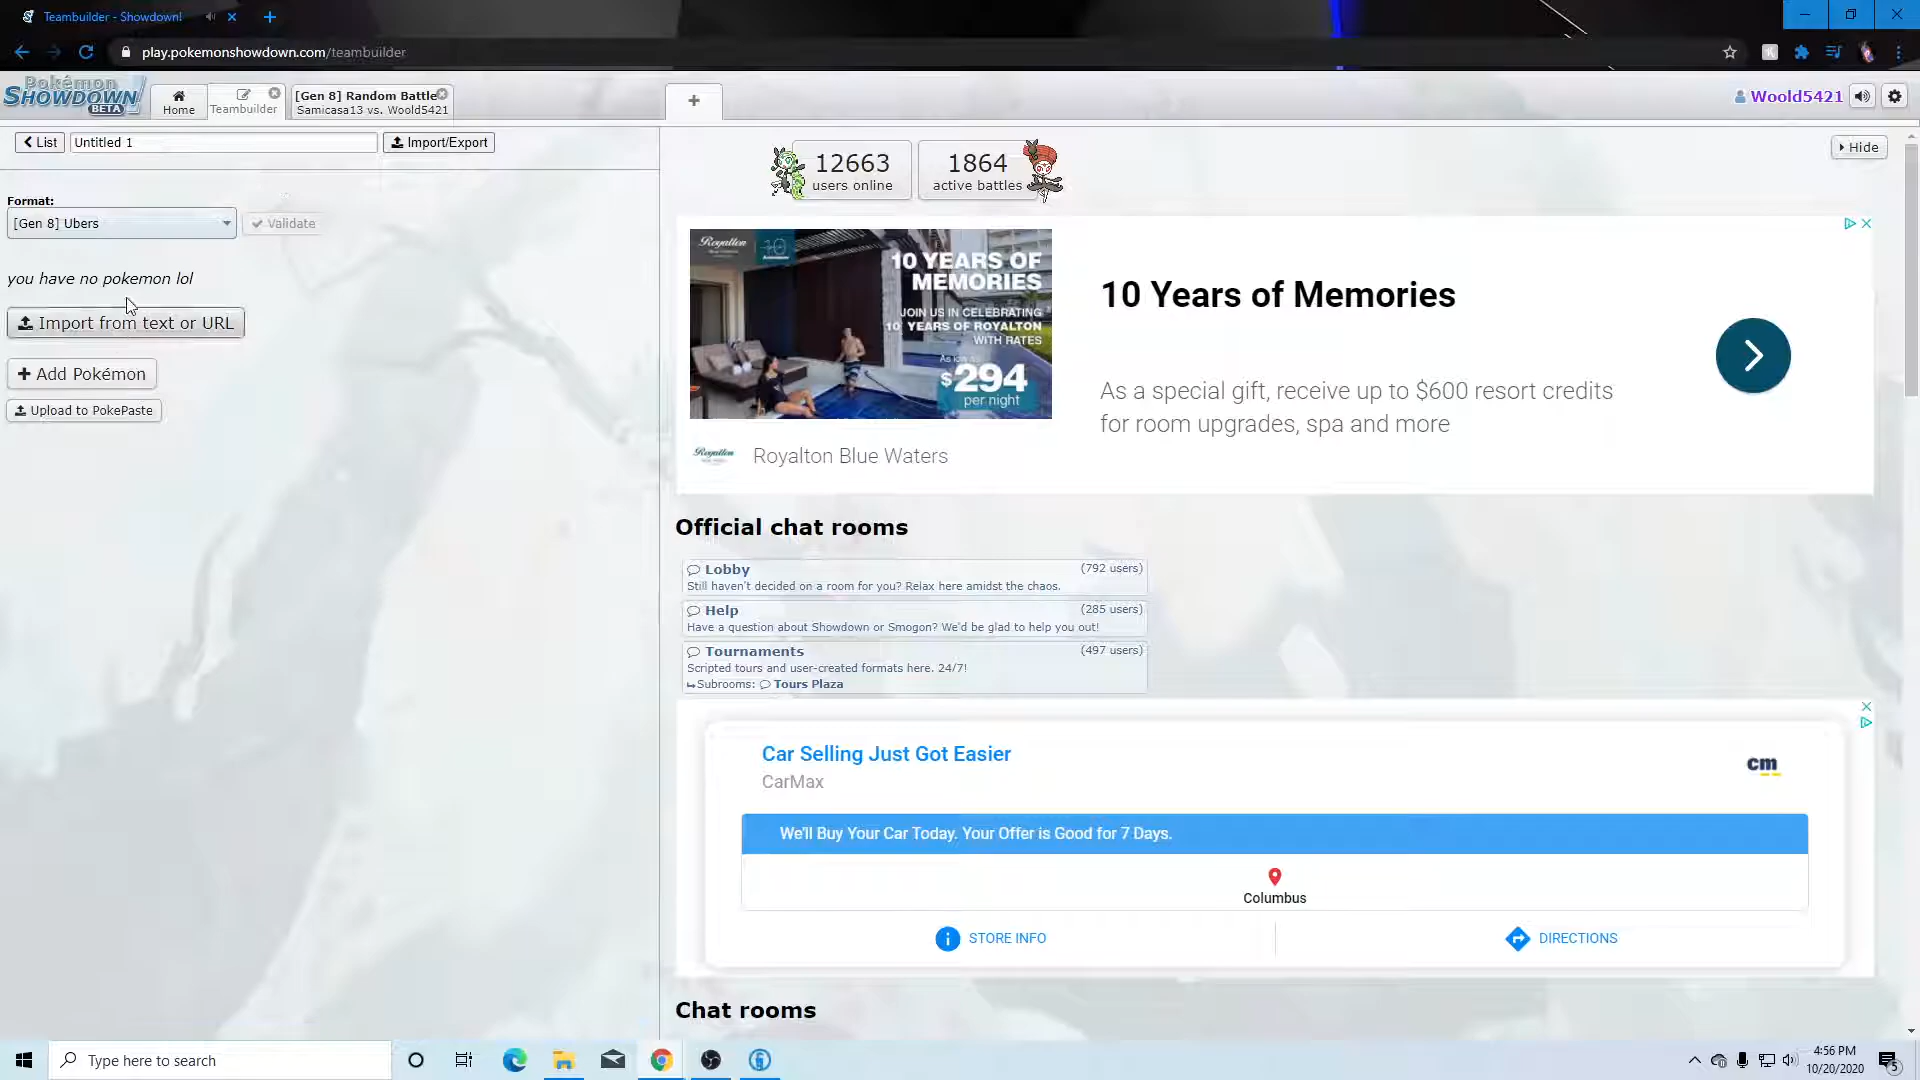 Teambuilder - Showdown!
play.pokemonshowdown.com/teambuilder
Pokémon
SHOWDOWN!
BETA
Home
Teambuilder
[Gen 8] Random Battle
Samicasa13 vs. Woold5421
+
Woold5421
List
Untitled 1
Import/Export
Format:
[Gen 8] Ubers
Validate
you have no pokemon lol
Import from text or URL
Add Pokémon
Upload to PokePaste
12663
users online
1864
active battles
Hide
Royalton
10
10 YEARS OF
MEMORIES
JOIN US IN CELEBRATING
10 YEARS OF ROYALTON
WITH RATES
As low as
$294
per night
10 Years of Memories
As a special gift, receive up to $600 resort credits
for room upgrades, spa and more
Royalton
Royalton Blue Waters
Official chat rooms
Lobby
(792 users)
Still haven't decided on a room for you? Relax here amidst the chaos.
Help
(285 users)
Have a question about Showdown or Smogon? We'd be glad to help you out!
Tournaments
(497 users)
Scripted tours and user-created formats here. 24/7!
Subrooms: Tours Plaza
Car Selling Just Got Easier
CarMax
cm
We'll Buy Your Car Today. Your Offer is Good for 7 Days.
Columbus
STORE INFO
DIRECTIONS
Chat rooms
Type here to search
4:56 PM
10/20/2020
5